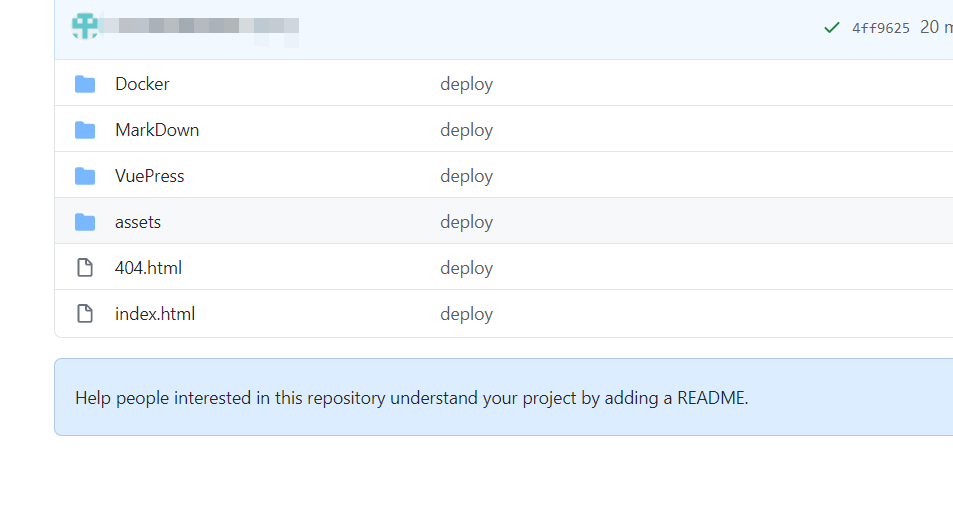 4ff9625 20 m
Docker deploy
MarkDown deploy
VuePress deploy
assets deploy
404.html deploy
index.html deploy
Help people interested in this repository understand your project by adding a README.